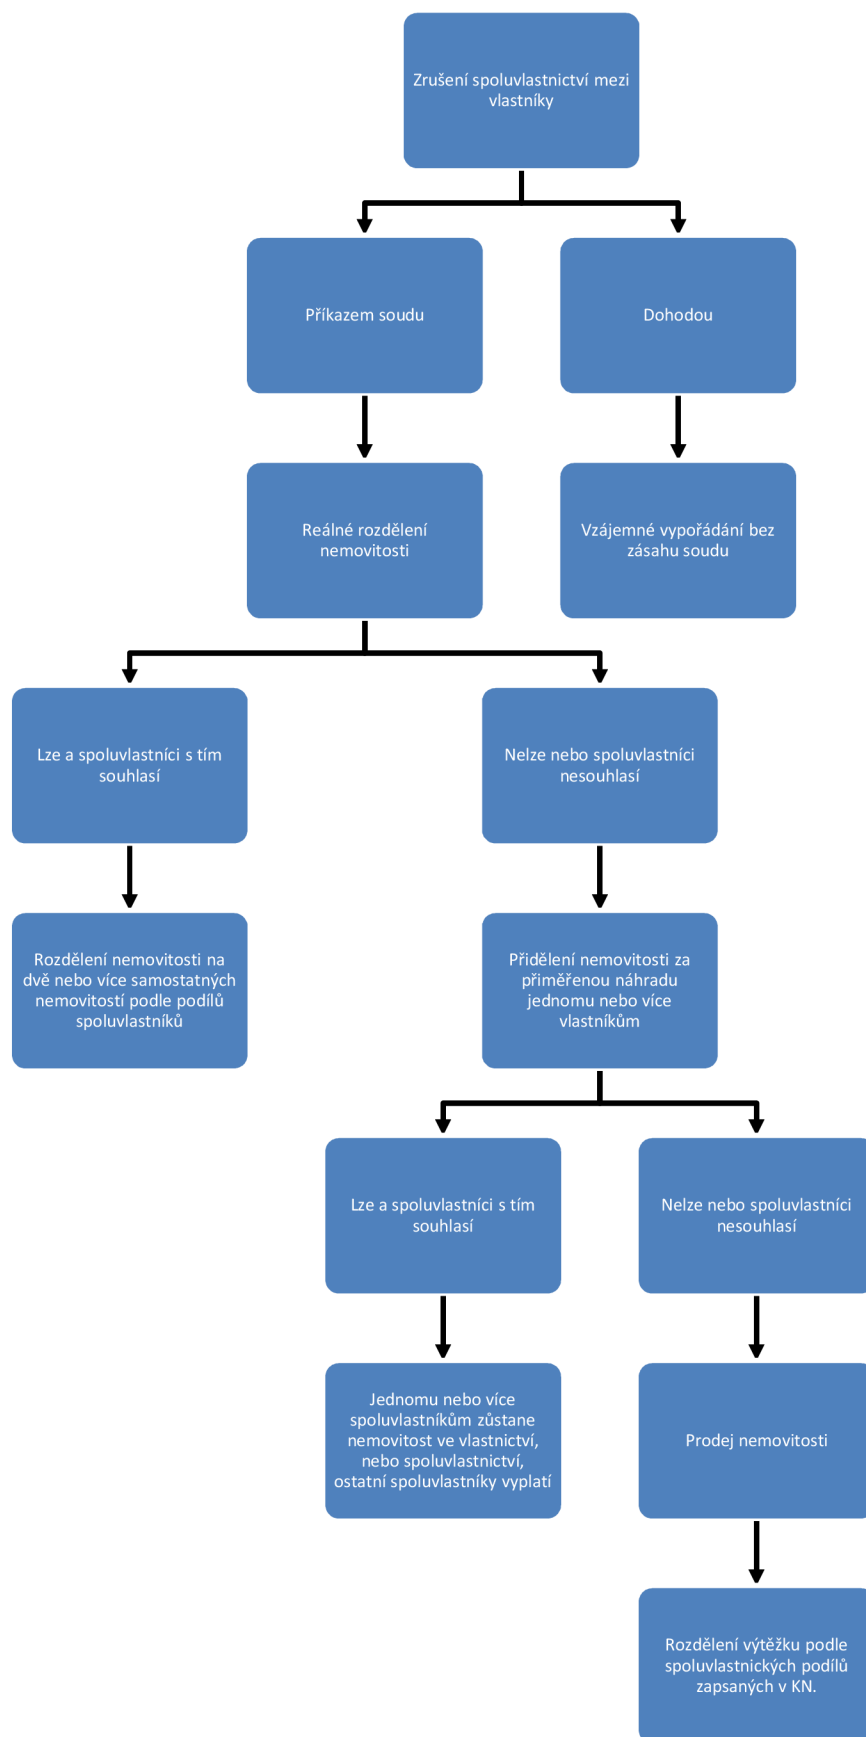 Zrušení spoluvlastnictví mezi
vlastníky
Příkazem soudu
Dohodou
Reálné rozdělení
nemovitosti
Vzájemné vypořádání bez
zásahu soudu
Lze a spoluvlastníci s tím
souhlasí
Nelze nebo spoluvlastníci
nesouhlasí
Rozdělení nemovitosti na
dvě nebo více samostatných
nemovitostí podle podílů
spoluvlastníků
Přidělení nemovitosti za
přiměřenou náhradu
jednomu nebo více
vlastníkům
Lze a spoluvlastníci s tím
souhlasí
Nelze nebo spoluvlastníci
nesouhlasí
Jednomu nebo více
spoluvlastníkům zůstane
nemovitost ve vlastnictví,
nebo spoluvlastnictví,
ostatní spoluvlastníky vyplatí
Prodej nemovitosti
Rozdělení výtěžku podle
spoluvlastnických podílů
zapsaných v KN.